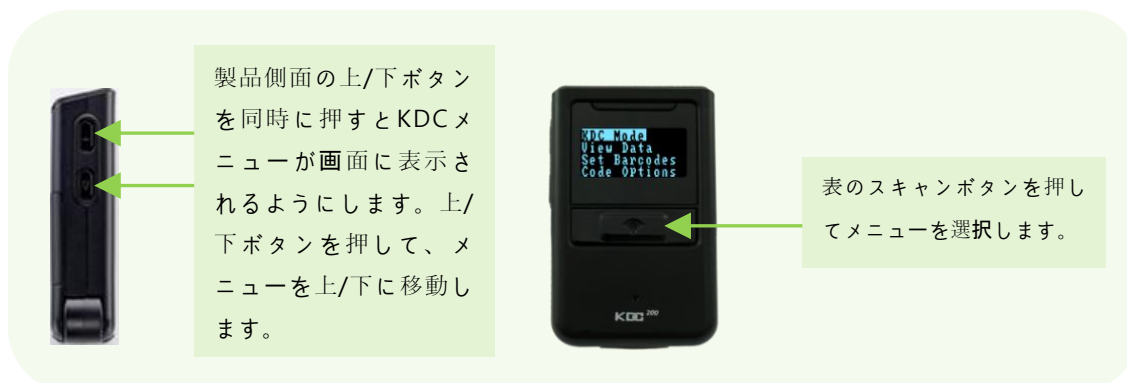 製品側面の上/下ボタン
を同時に押すとKDCメ
ニューが画面に表示さ
れるようにします。上/
下ボタンを押して、メ
ニューを上/下に移動し
ます。
KDC Mode
View Data
Set Barcodes
Code Options
KDC 200
表のスキャンボタンを押し
てメニューを選択します。